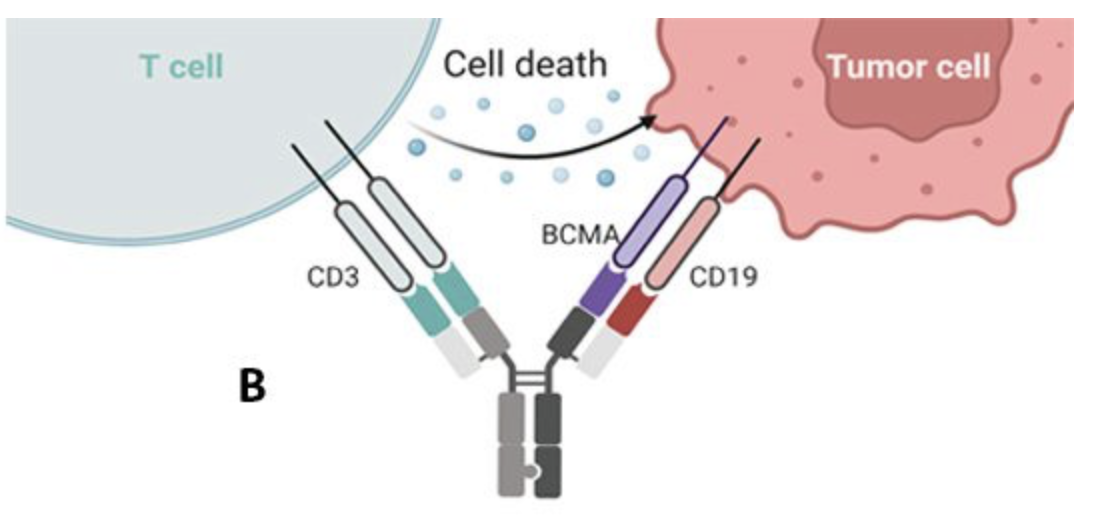 T cell
Cell death
Tumor cell
BCMA
CD3
CD19
B